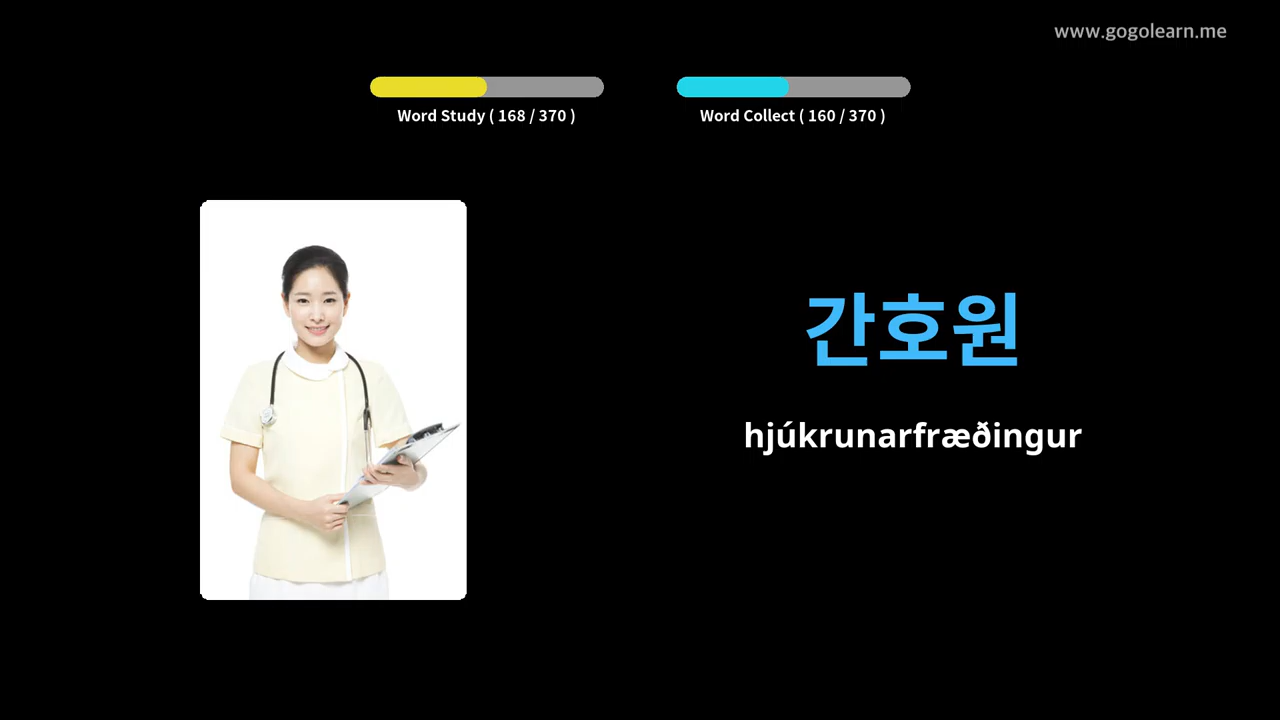 www.gogolearn.me
Word Study ( 168 / 370 )
Word Collect ( 160 / 370 )
간호원
hjúkrunarfræðingur